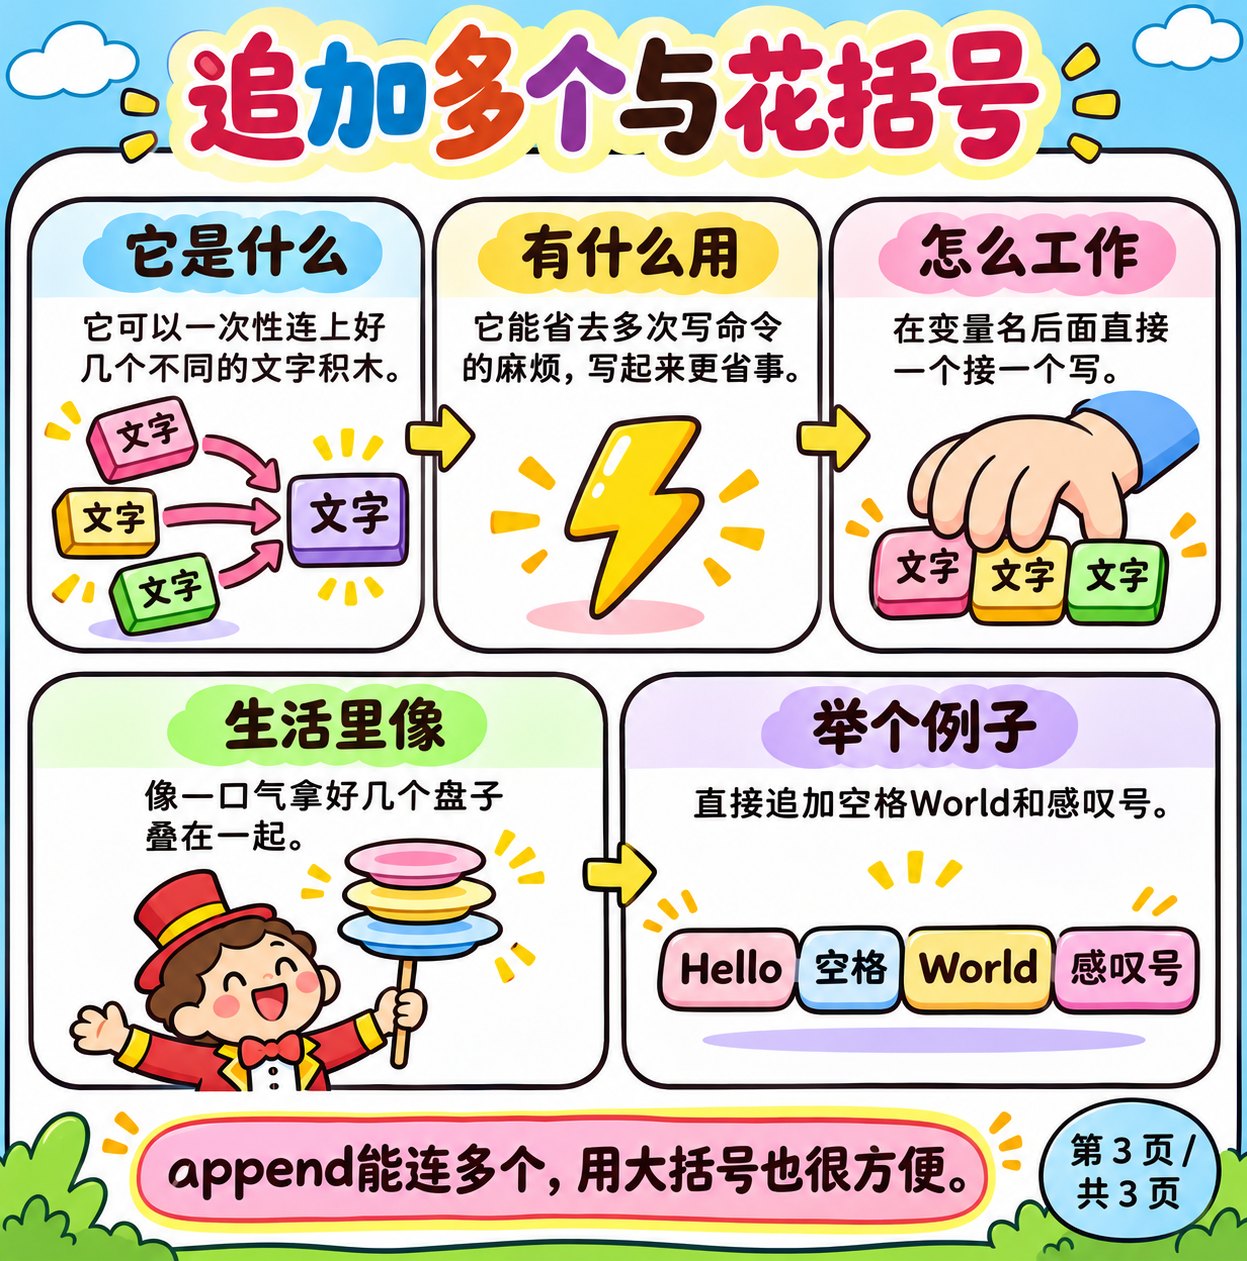 追加多个与花括号
它是什么
它可以一次性连上好
几个不同的文字积木。
文字
文字
文字
文字
有什么用
它能省去多次写命令
的麻烦，写起来更省事。
怎么工作
在变量名后面直接
一个接一个写。
文字
文字
文字
生活里像
像一口气拿好几个盘子
叠在一起。
举个例子
直接追加空格World和感叹号。
Hello
空格
World
感叹号
append能连多个，用大括号也很方便。
第 3 页 /
共 3 页